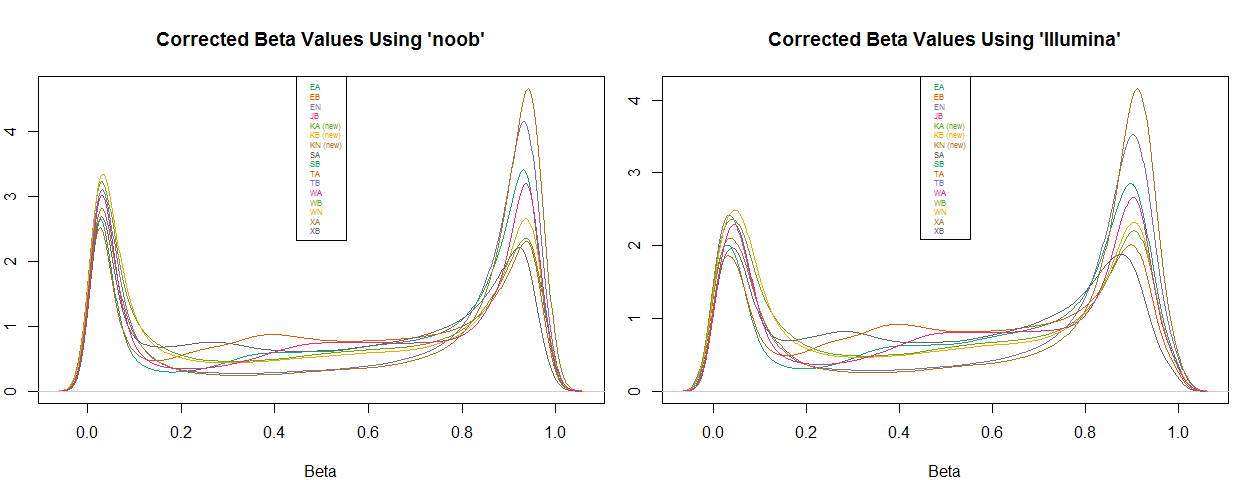 Corrected Beta Values Using 'noob'
4
3
2
1
0
EA
EB
EN
JB
KA (new)
KB (new)
KN (new)
SA
SB
TA
TB
WA
WB
WN
XA
XB
0.0 0.2 0.4 0.6 0.8 1.0
Beta
Corrected Beta Values Using 'Illumina'
4
3
2
1
0
EA
EB
EN
JB
KA (new)
KB (new)
KN (new)
SA
SB
TA
TB
WA
WB
WN
XA
XB
0.0 0.2 0.4 0.6 0.8 1.0
Beta